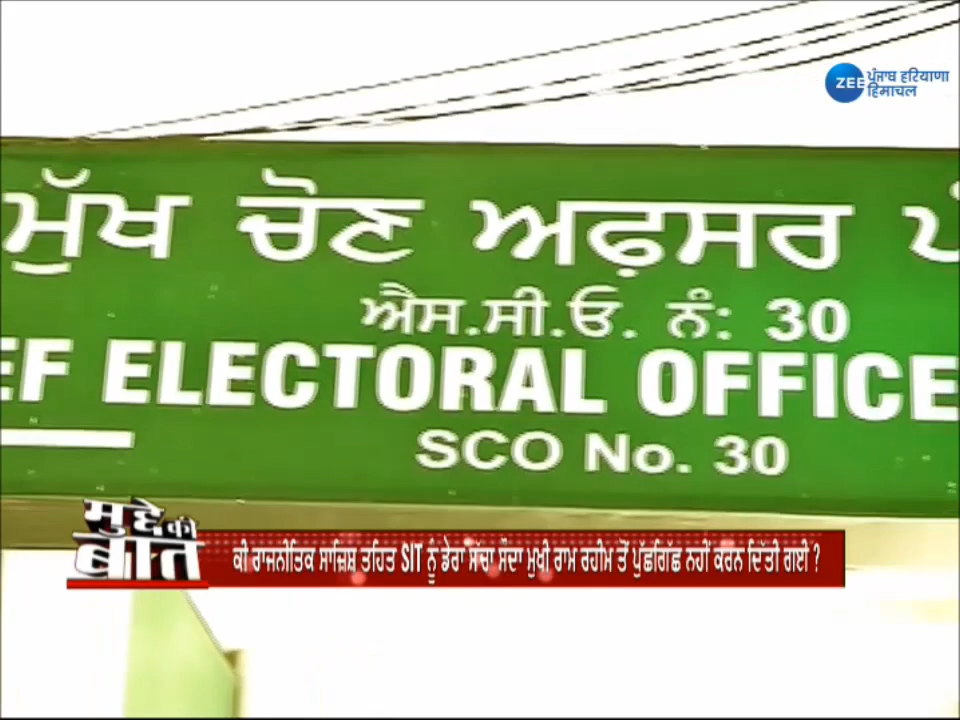 ZEE ਪੰਜਾਬ ਹਰਿਆਣਾ
ਹਿਮਾਚਲ
ਮੁੱਖ ਚੋਣ ਅਫ਼ਸਰ
ਐਸ.ਸੀ.ਓ. ਨੰ: 30
EF ELECTORAL OFFICE
SCO No. 30
मुद्दे की
बात
ਕੀ ਰਾਜਨੀਤਿਕ ਸਾਜ਼ਿਸ਼ ਤਹਿਤ SIT ਨੂੰ ਡੇਰਾ ਸੱਚਾ ਸੌਦਾ ਮੁਖੀ ਰਾਮ ਰਹੀਮ ਤੋਂ ਪੁੱਛਗਿੱਛ ਨਹੀਂ ਕਰਨ ਦਿੱਤੀ ਗਈ ?